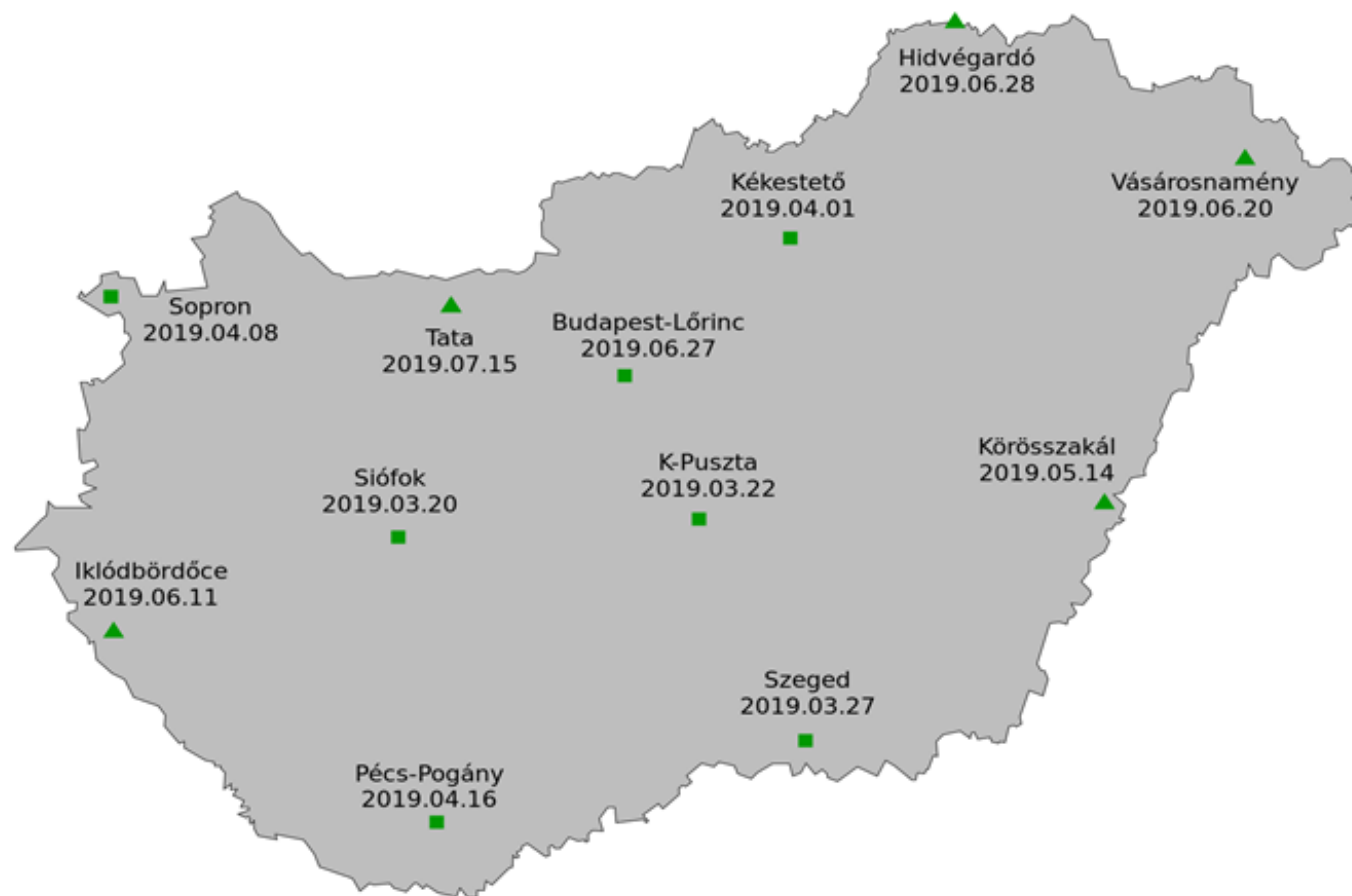 Hidvégardó
2019.06.28
Kékestető
2019.04.01
Vásárosnamény
2019.06.20
Sopron
2019.04.08
Tata
2019.07.15
Budapest-Lőrinc
2019.06.27
Siófok
2019.03.20
K-Puszta
2019.03.22
Körösszakál
2019.05.14
Iklódbördőce
2019.06.11
Szeged
2019.03.27
Pécs-Pogány
2019.04.16